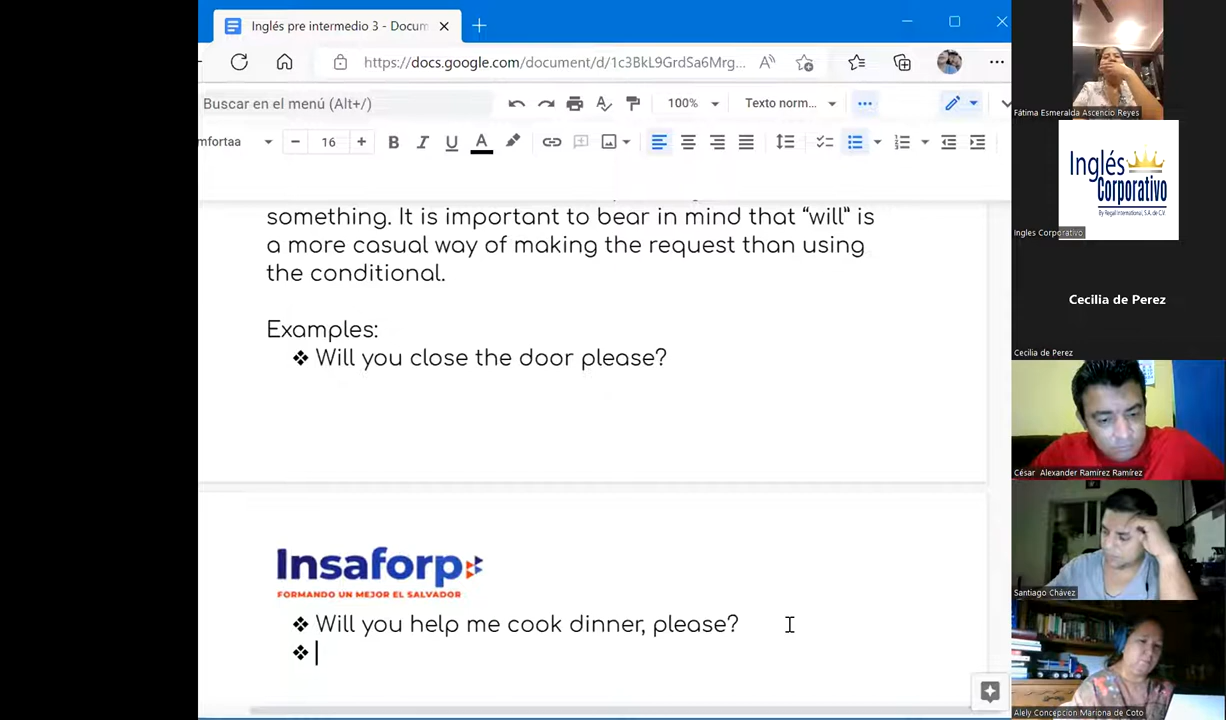 Inglés pre intermedio 3 - Docum
https://docs.google.com/document/d/1c3BkL9GrdSa6Mrg...
Buscar en el menú (Alt+/)
100%
Texto norm...
mfortaa
16
something. It is important to bear in mind that “will” is
a more casual way of making the request than using
the conditional.
Examples:
❖ Will you close the door please?
Insaforp
FORMANDO UN MEJOR EL SALVADOR
❖ Will you help me cook dinner, please?
❖
Fátima Esmeralda Ascencio Reyes
Inglés
Corporativo
By Regal International, S.A. de C.V.
Ingles Corporativo
Cecilia de Perez
Cecilia de Perez
César Alexander Ramírez Ramírez
Santiago Chávez
Alely Concepcion Mariona de Coto